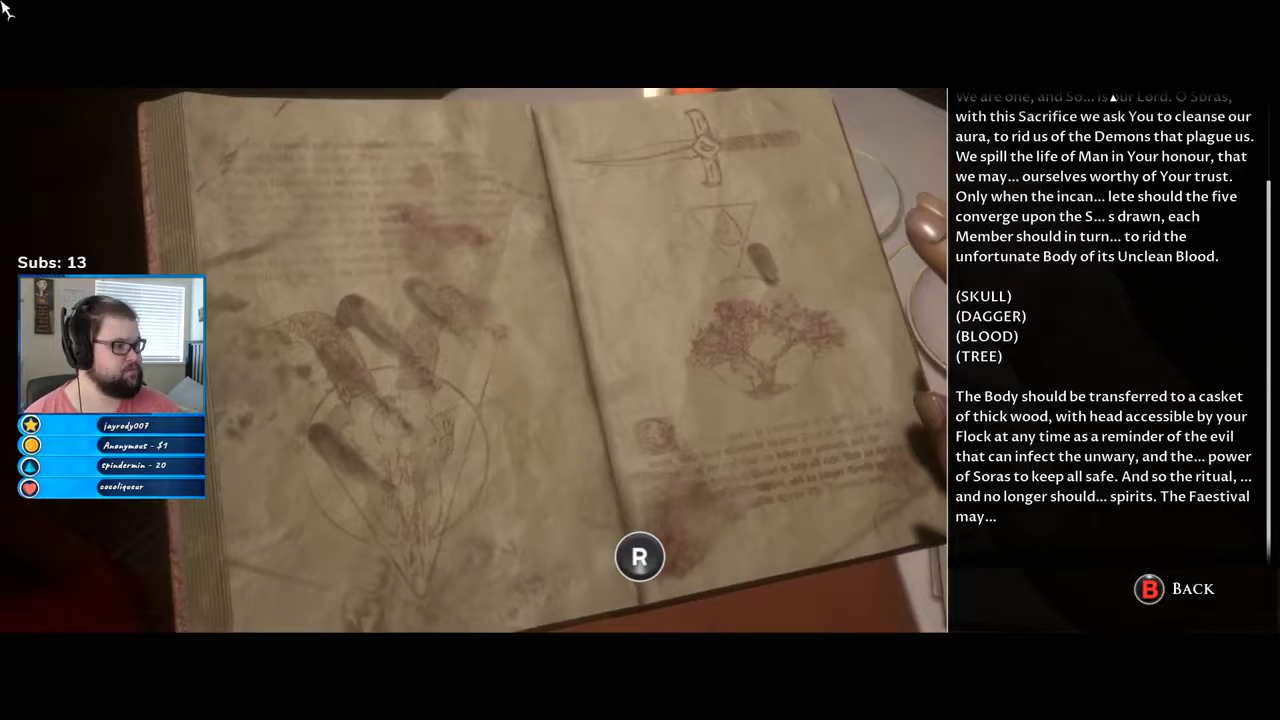 We are one, and So... is our Lord. O Soras,
with this Sacrifice we ask You to cleanse our
aura, to rid us of the Demons that plague us.
We spill the life of Man in Your honour, that
we may... ourselves worthy of Your trust.
Only when the incan... lete should the five
converge upon the S... s drawn, each
Member should in turn... to rid the
unfortunate Body of its Unclean Blood.
(SKULL)
(DAGGER)
(BLOOD)
(TREE)
The Body should be transferred to a casket
of thick wood, with head accessible by your
Flock at any time as a reminder of the evil
that can infect the unwary, and the... power
of Soras to keep all safe. And so the ritual, ...
and no longer should... spirits. The Faestival
may...
B BACK
R
Subs: 13
jayrody007
Anonymous - $1
spindermin - 20
cocoliqueur